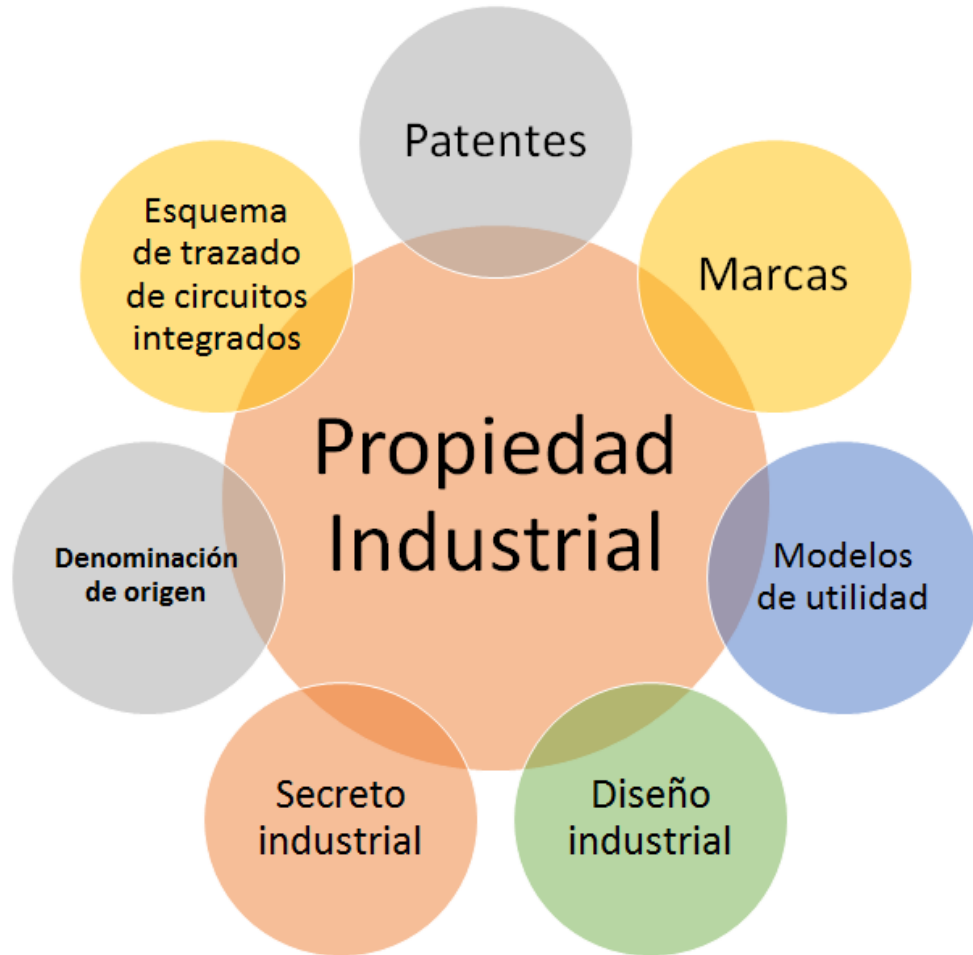 Patentes
Esquema
de trazado
de circuitos
integrados
Marcas
Propiedad
Industrial
Denominación
de origen
Modelos
de utilidad
Secreto
industrial
Diseño
industrial